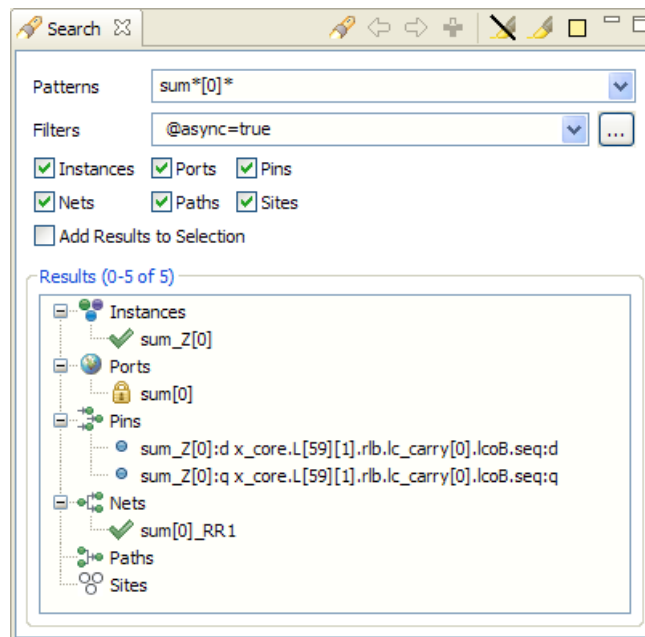 Search
Patterns sum*[0]*
Filters @async=true ...
Instances Ports Pins
Nets Paths Sites
Add Results to Selection
Results (0-5 of 5)
Instances
sum_Z[0]
Ports
sum[0]
Pins
sum_Z[0]:d x_core.L[59][1].rlb.lc_carry[0].lcoB.seq:d
sum_Z[0]:q x_core.L[59][1].rlb.lc_carry[0].lcoB.seq:q
Nets
sum[0]_RR1
Paths
Sites